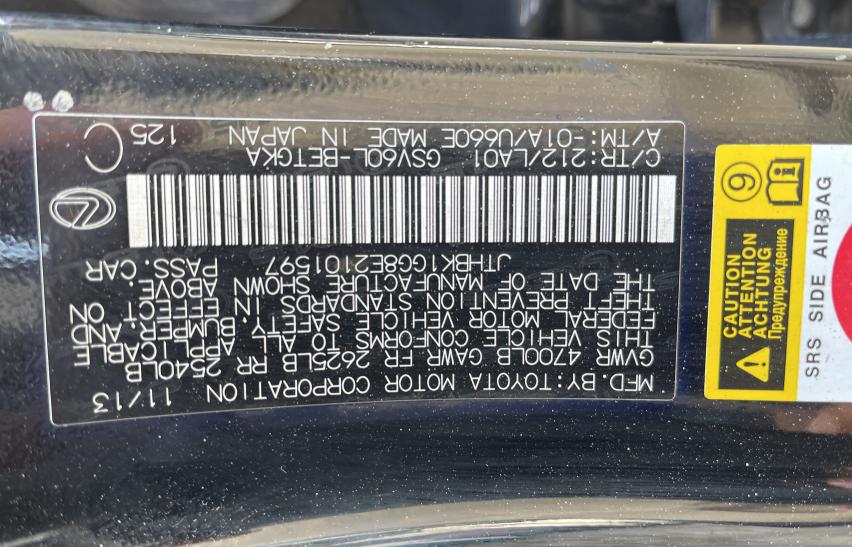 MFD. BY: TOYOTA MOTOR CORPORATION 11/13
GVWR 4700LB GAWR FR 2625LB RR 2540LB
THIS VEHICLE CONFORMS TO ALL APPLICABLE
FEDERAL MOTOR VEHICLE SAFETY, BUMPER, AND
THEFT PREVENTION STANDARDS IN EFFECT ON
THE DATE OF MANUFACTURE SHOWN ABOVE.
JTHBK1GG8E2101597 PASS. CAR
C/TR:212/LA01 GSV60L-BETGKA 125 C
A/TM:-01A/U660E MADE IN JAPAN
CAUTION
ATTENTION
ACHTUNG
Предупреждение
6
SRS SIDE AIRBAG